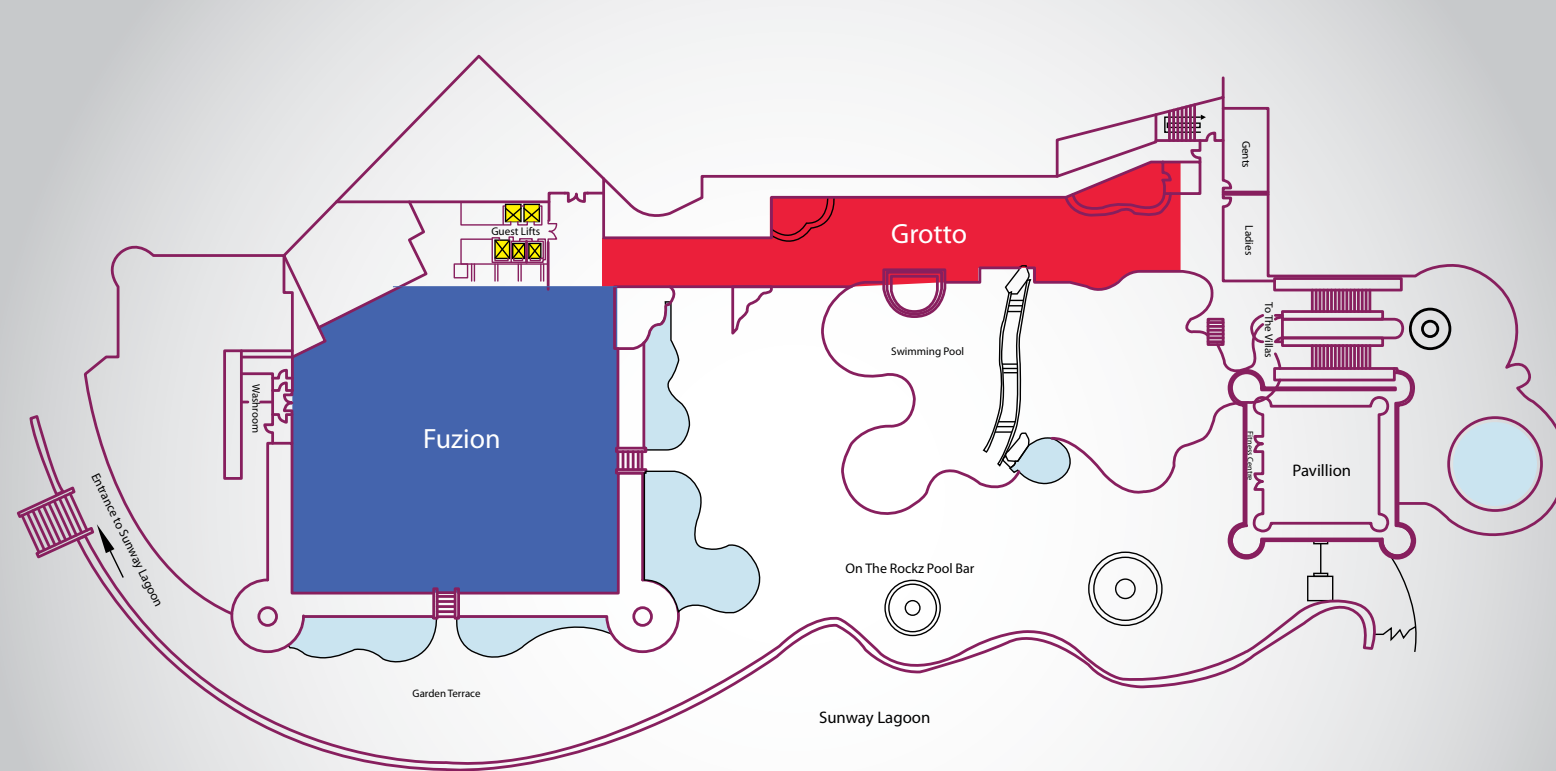 Gents
Guest Lifts
Grotto
Ladies
To The Villas
Swimming Pool
Washroom
Fuzion
Fitness Centre
Pavillion
Entrance to Sunway Lagoon
On The Rockz Pool Bar
Garden Terrace
Sunway Lagoon